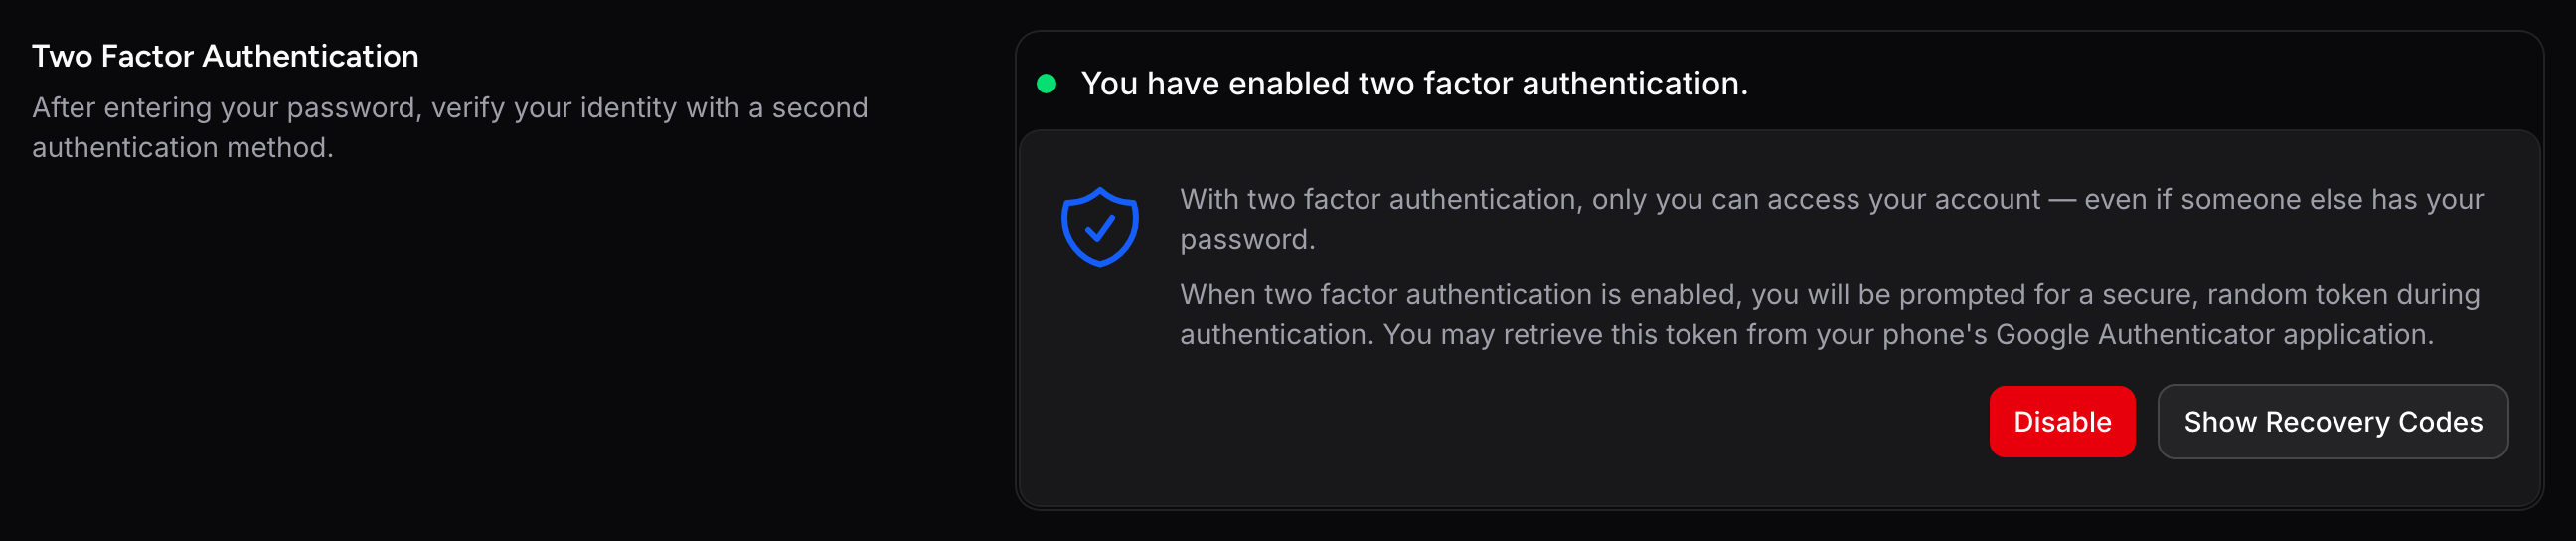 Two Factor Authentication
After entering your password, verify your identity with a second
authentication method.
You have enabled two factor authentication.
With two factor authentication, only you can access your account — even if someone else has your
password.
When two factor authentication is enabled, you will be prompted for a secure, random token during
authentication. You may retrieve this token from your phone's Google Authenticator application.
Disable
Show Recovery Codes